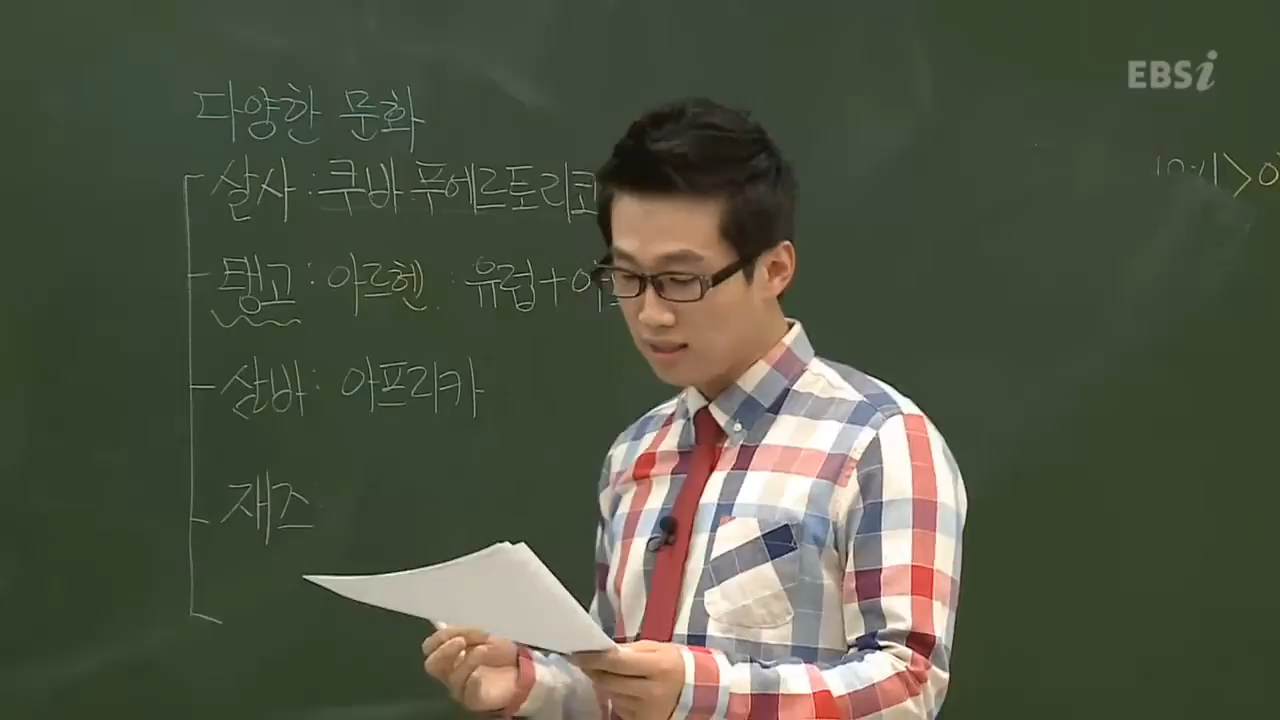 EBSi
다양한 문화
살사 : 쿠바 푸에르토리코
탱고 : 아르헨 : 유럽+아
삼바 : 아프리카
재즈